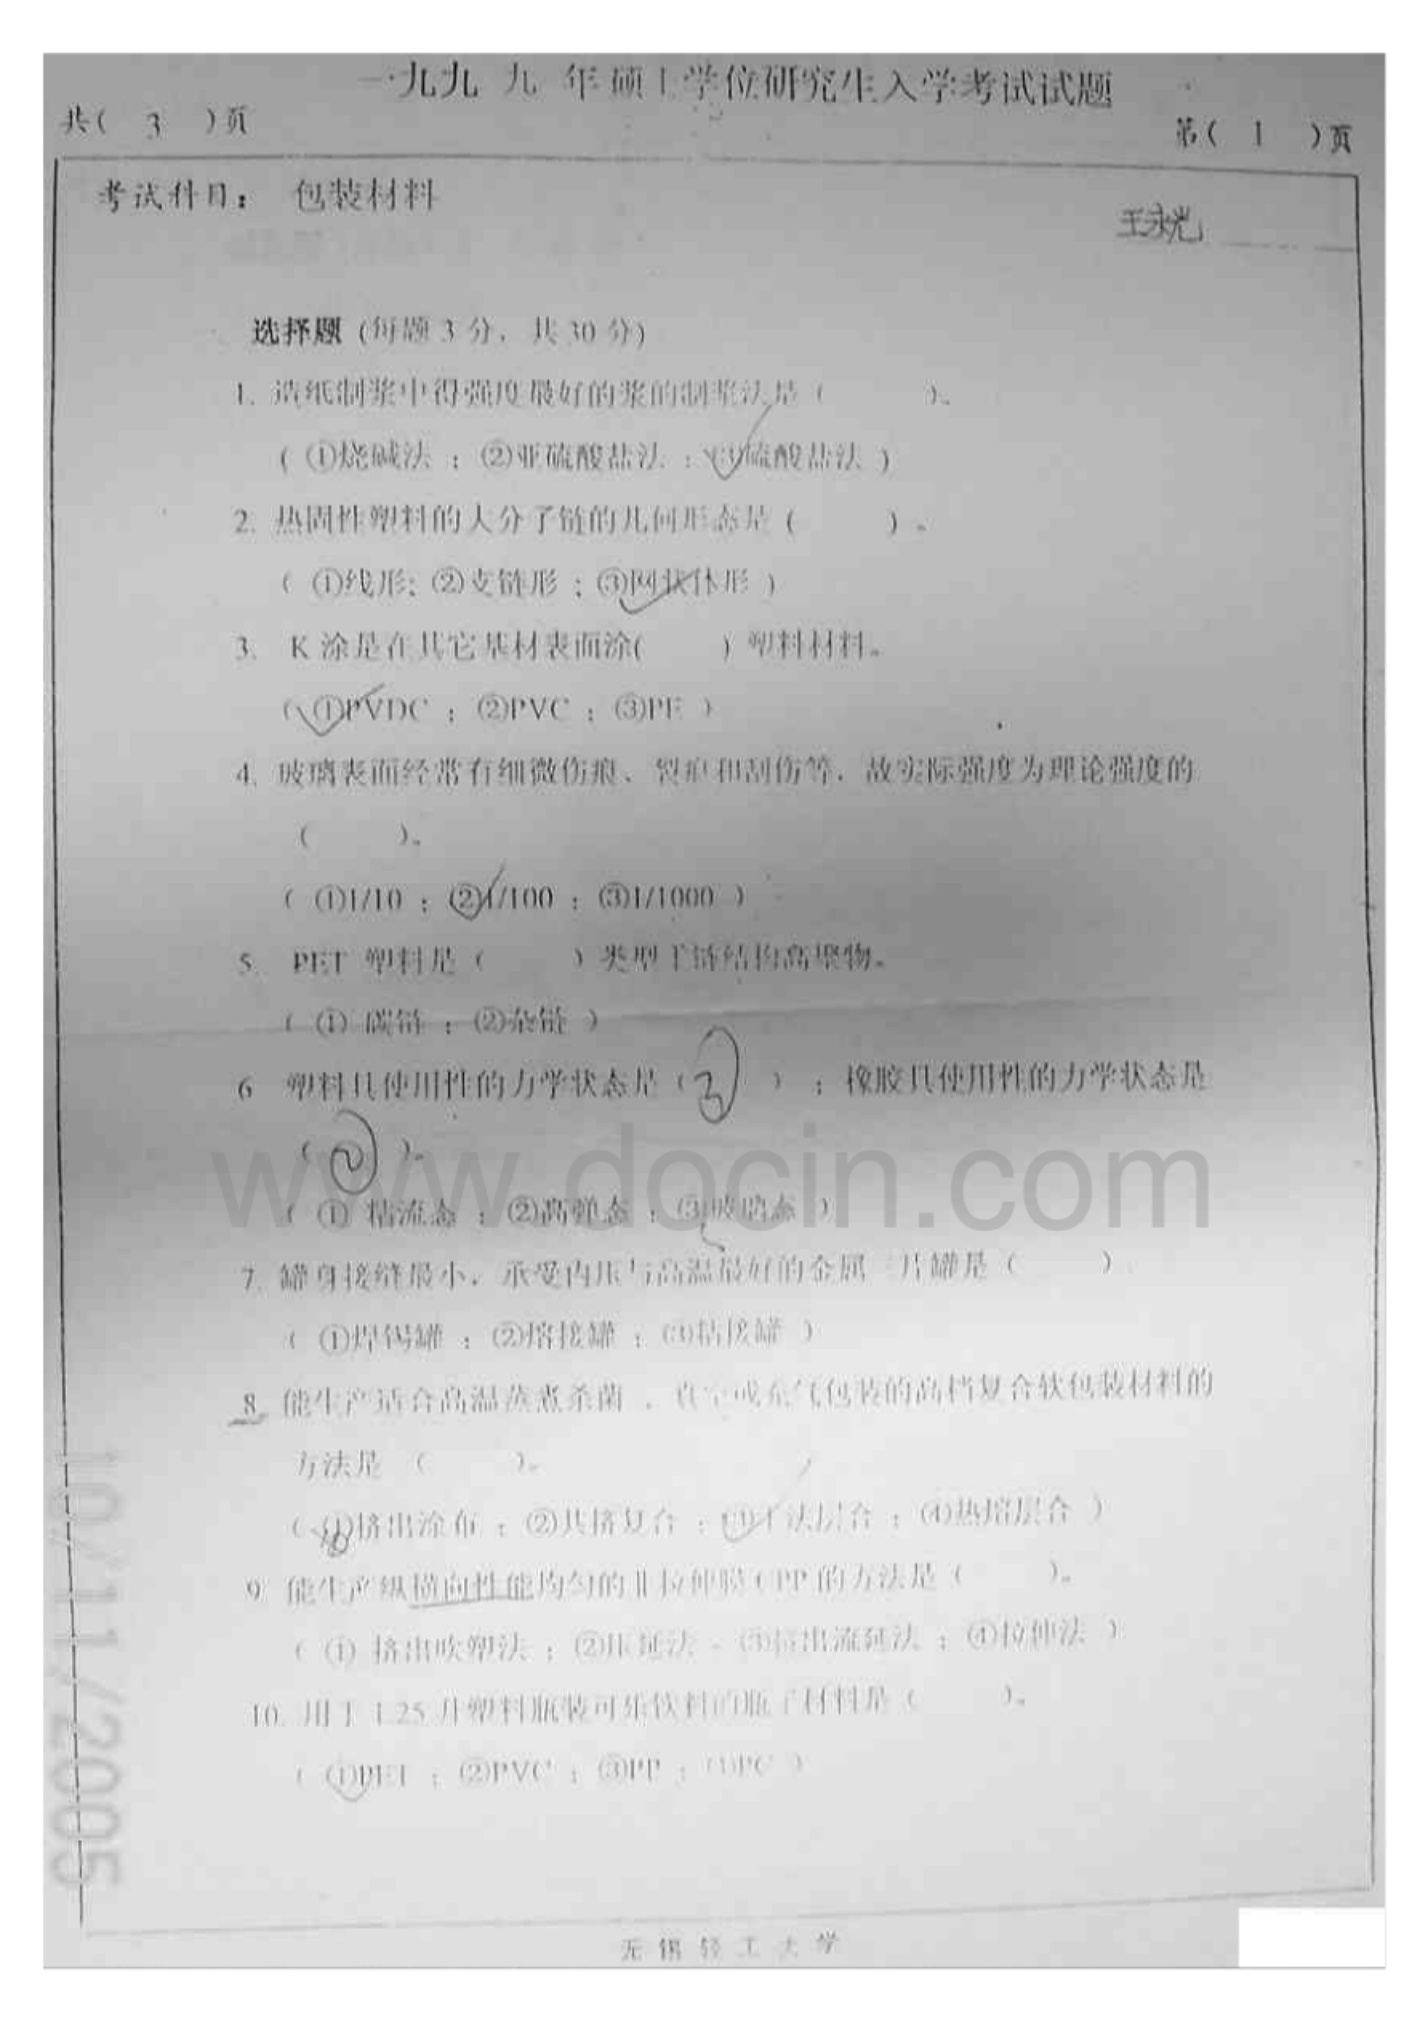 一九九 九 年硕士学位研究生入学考试试题
共( 3 )页
第( 1 )页
考试科目： 包装材料
选择题 (每题 3 分，共 30 分)
1. 造纸制浆中得强度最好的浆的制浆法是 ( )。
( ①烧碱法 ；②亚硫酸盐法 ；③硫酸盐法 )
2. 热固性塑料的大分子链的几何形态是 ( ) 。
( ①线形; ②支链形 ；③网状体形 )
3. K 涂是在其它基材表面涂( ) 塑料材料。
( ①PVDC ；②PVC ；③PE )
4. 玻璃表面经常有细微伤痕、裂痕和刮伤等，故实际强度为理论强度的
( )。
( ①1/10 ；②1/100 ；③1/1000 )
5. PET 塑料是 ( ) 类型主链结构高聚物。
( ① 碳链 ；②杂链 )
6 塑料具使用性的力学状态是 ( 3 ) ；橡胶具使用性的力学状态是
( ② )。
www.docin.com
( ① 粘流态 ；②高弹态 ；③玻璃态 )
7. 罐身接缝最小，承受内压与高温最好的金属三片罐是 ( )
( ①焊锡罐 ；②熔接罐 ；③粘接罐 )
8. 能生产适合高温蒸煮杀菌 、真空或充气包装的高档复合软包装材料的
方法是 ( )。
( ①挤出涂布 ；②共挤复合 ；③干法层合 ；④热熔层合 )
9. 能生产纵横向性能均匀的非拉伸膜 CPP 的方法是 ( )。
( ① 挤出吹塑法 ；②压延法 ；③挤出流延法 ；④拉伸法 )
10. 用于 1.25 升塑料瓶装可乐饮料的瓶子材料是 ( )。
( ①PET ；②PVC ；③PP ；④PC )
10/11/2005
无 锡 轻 工 大 学